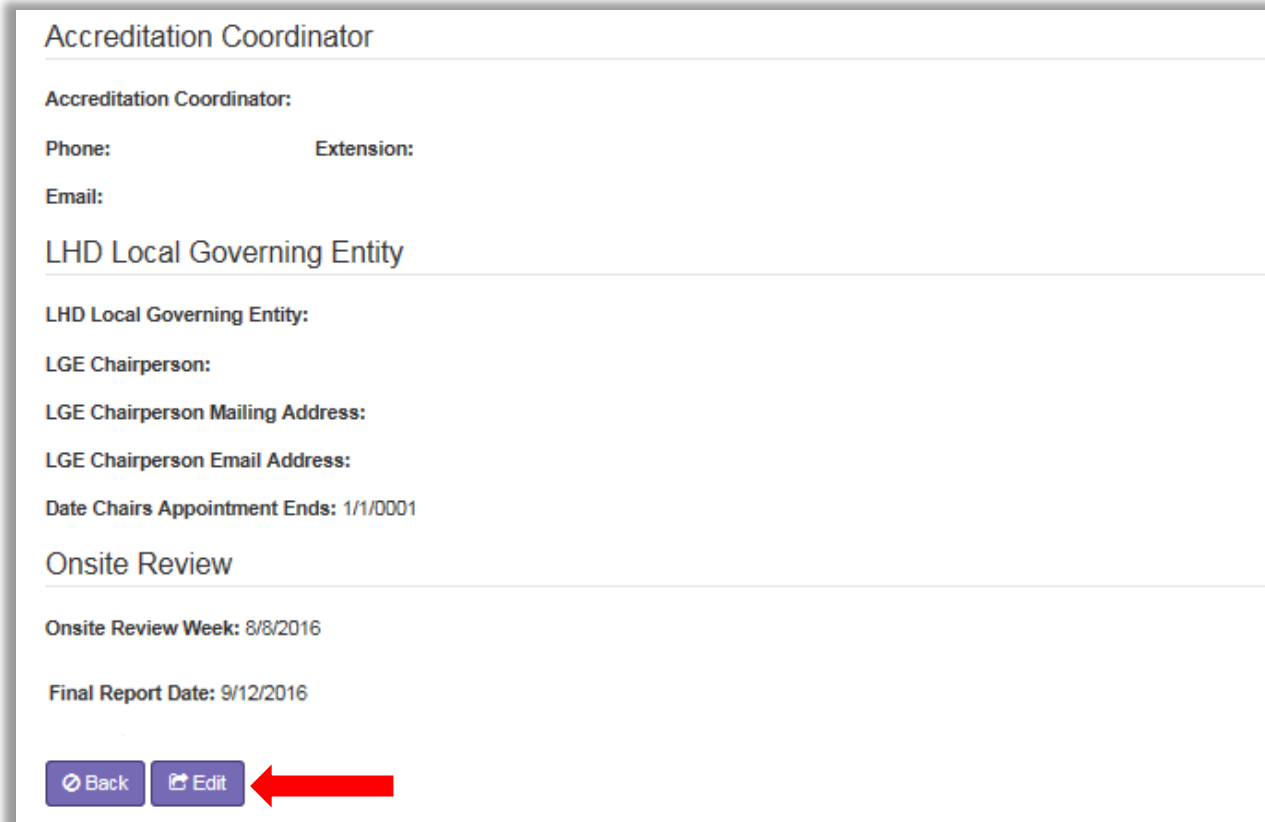 Accreditation Coordinator
Accreditation Coordinator:
Phone: Extension:
Email:
LHD Local Governing Entity
LHD Local Governing Entity:
LGE Chairperson:
LGE Chairperson Mailing Address:
LGE Chairperson Email Address:
Date Chairs Appointment Ends: 1/1/0001
Onsite Review
Onsite Review Week: 8/8/2016
Final Report Date: 9/12/2016
Back Edit